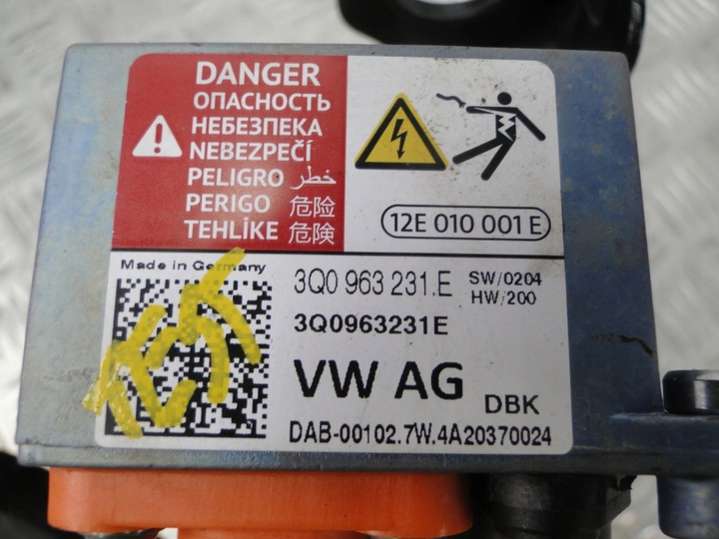 DANGER
ОПАСНОСТЬ
НЕБЕЗПЕКА
NEBEZPEČÍ
PELIGRO خطر
PERIGO 危险
TEHLİKE 危険
12E 010 001 E
Made in Germany
3Q0 963 231.E SW/0204
HW/200
3Q0963231E
VW AG DBK
DAB-00102.7W.4A20370024
TEST